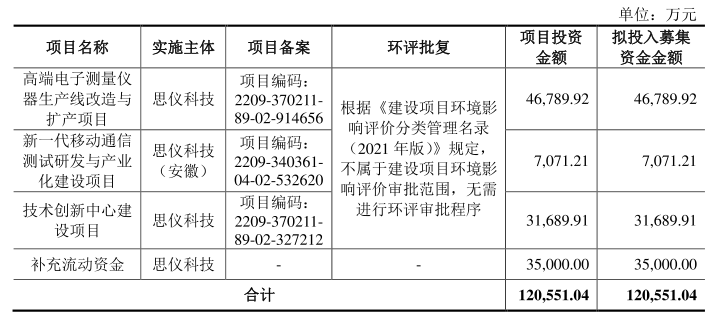 单位：万元
项目名称 实施主体 项目备案 环评批复 项目投资金额 拟投入募集资金金额
高端电子测量仪
器生产线改造与
扩产项目
思仪科技
项目编码：
2209-370211-
89-02-914656
根据《建设项目环境影
响评价分类管理名录
（2021 年版）》规定，
不属于建设项目环境影
响评价审批范围，无需
进行环评审批程序
46,789.92 46,789.92
新一代移动通信
测试研发与产业
化建设项目
思仪科技
（安徽）
项目编码：
2209-340361-
04-02-532620
7,071.21 7,071.21
技术创新中心建
设项目
思仪科技
项目编码：
2209-370211-
89-02-327212
31,689.91 31,689.91
补充流动资金 思仪科技 - - 35,000.00 35,000.00
合计 120,551.04 120,551.04